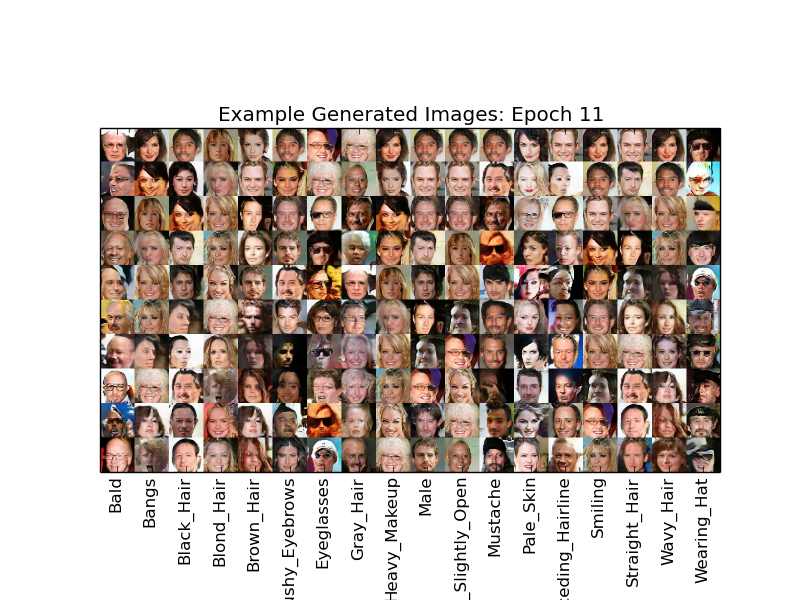 Example Generated Images: Epoch 11
Bald
Bangs
Black_Hair
Blond_Hair
Brown_Hair
ushy_Eyebrows
Eyeglasses
Gray_Hair
Heavy_Makeup
Male
_Slightly_Open
Mustache
Pale_Skin
eding_Hairline
Smiling
Straight_Hair
Wavy_Hair
Wearing_Hat